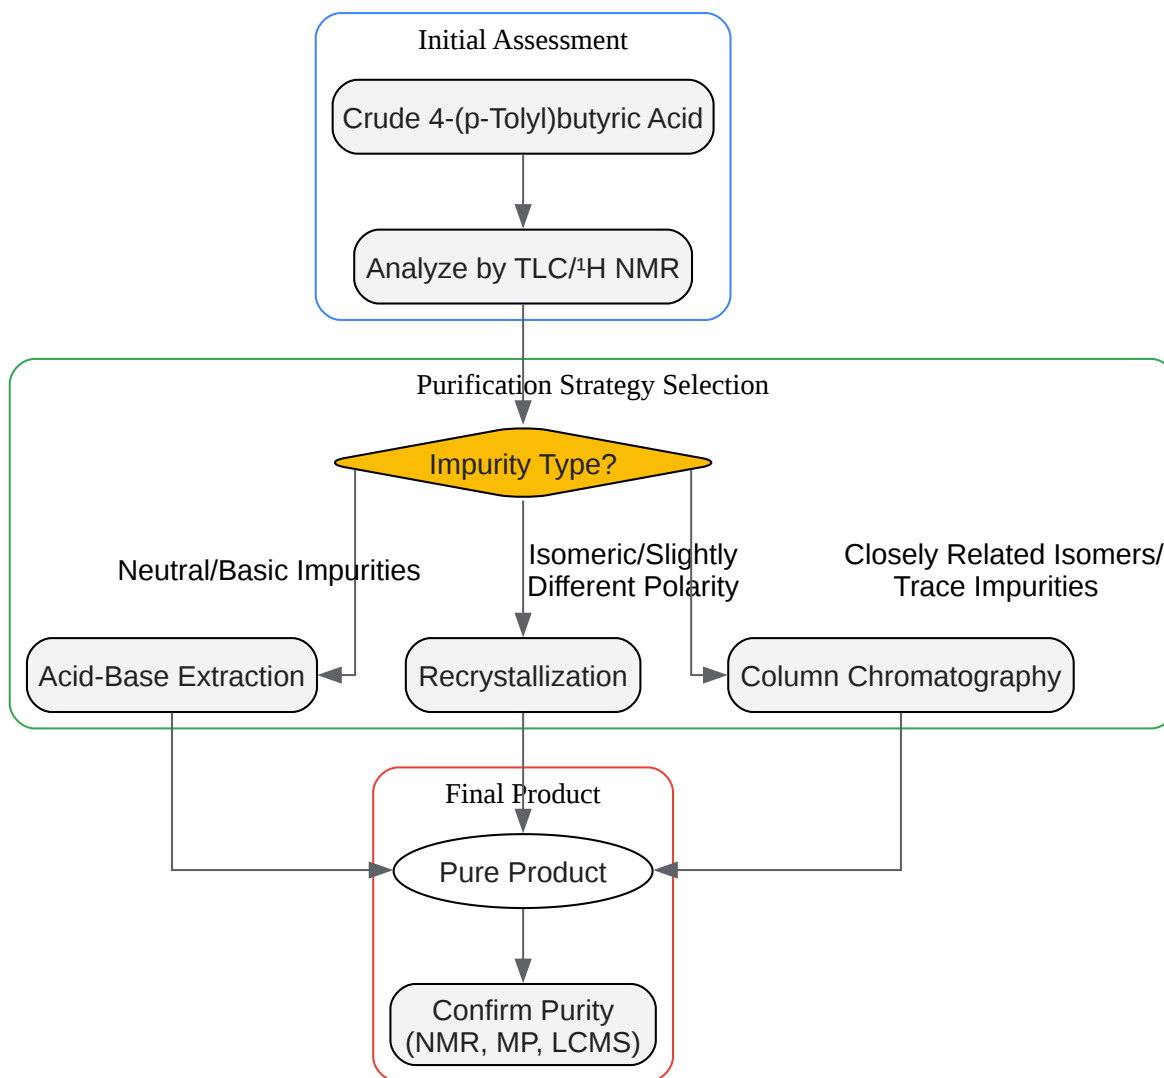 Initial Assessment
Crude 4-(p-Tolyl)butyric Acid
Analyze by TLC/¹H NMR
Purification Strategy Selection
Impurity Type?
Neutral/Basic Impurities
Isomeric/Slightly
Different Polarity
Closely Related Isomers/
Trace Impurities
Acid-Base Extraction
Recrystallization
Column Chromatography
Final Product
Pure Product
Confirm Purity
(NMR, MP, LCMS)